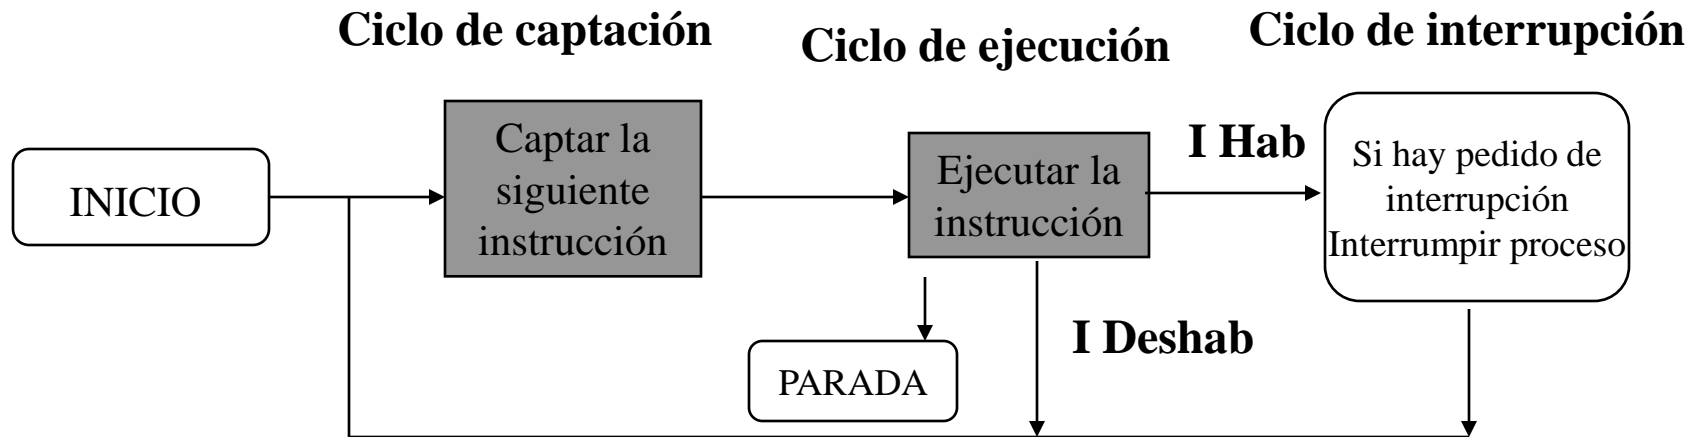 Ciclo de captación
Ciclo de ejecución
Ciclo de interrupción
INICIO
Captar la
siguiente
instrucción
Ejecutar la
instrucción
I Hab
Si hay pedido de
interrupción
Interrumpir proceso
I Deshab
PARADA